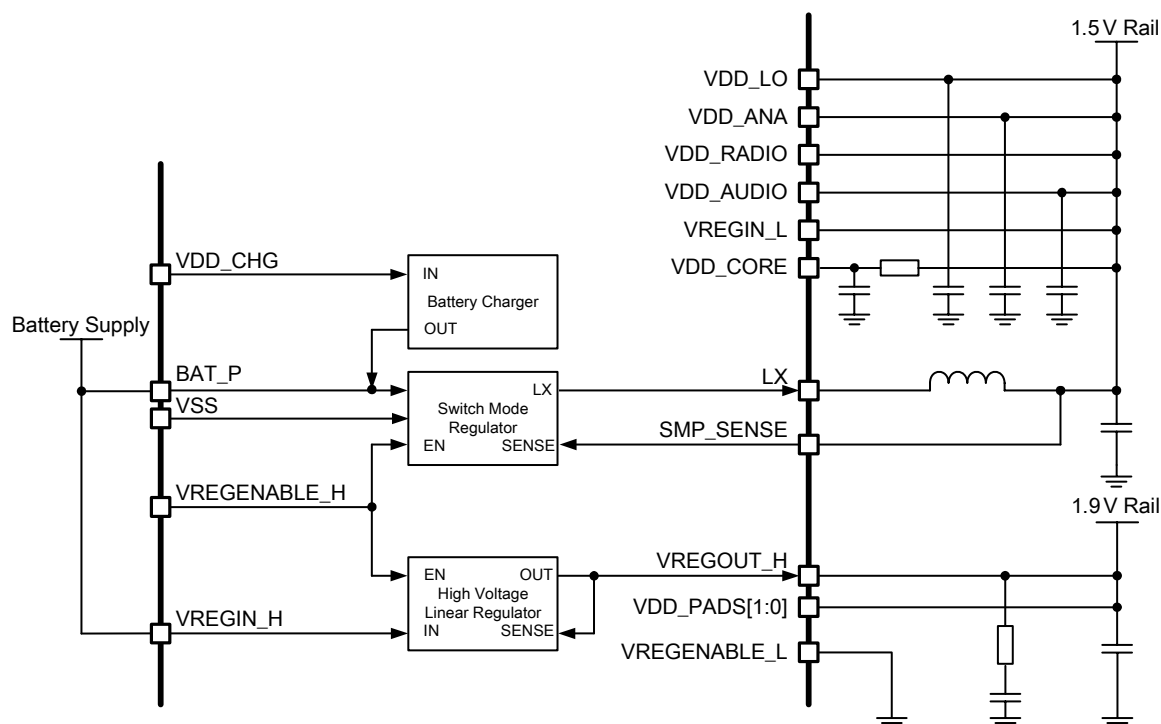 1.5 V Rail
VDD_LO
VDD_ANA
VDD_RADIO
VDD_AUDIO
VREGIN_L
VDD_CORE
VDD_CHG
IN
Battery Charger
OUT
Battery Supply
BAT_P
VSS
LX
Switch Mode
Regulator
EN
SENSE
LX
SMP_SENSE
VREGENABLE_H
1.9 V Rail
EN
OUT
High Voltage
Linear Regulator
IN
SENSE
VREGIN_H
VREGOUT_H
VDD_PADS[1:0]
VREGENABLE_L